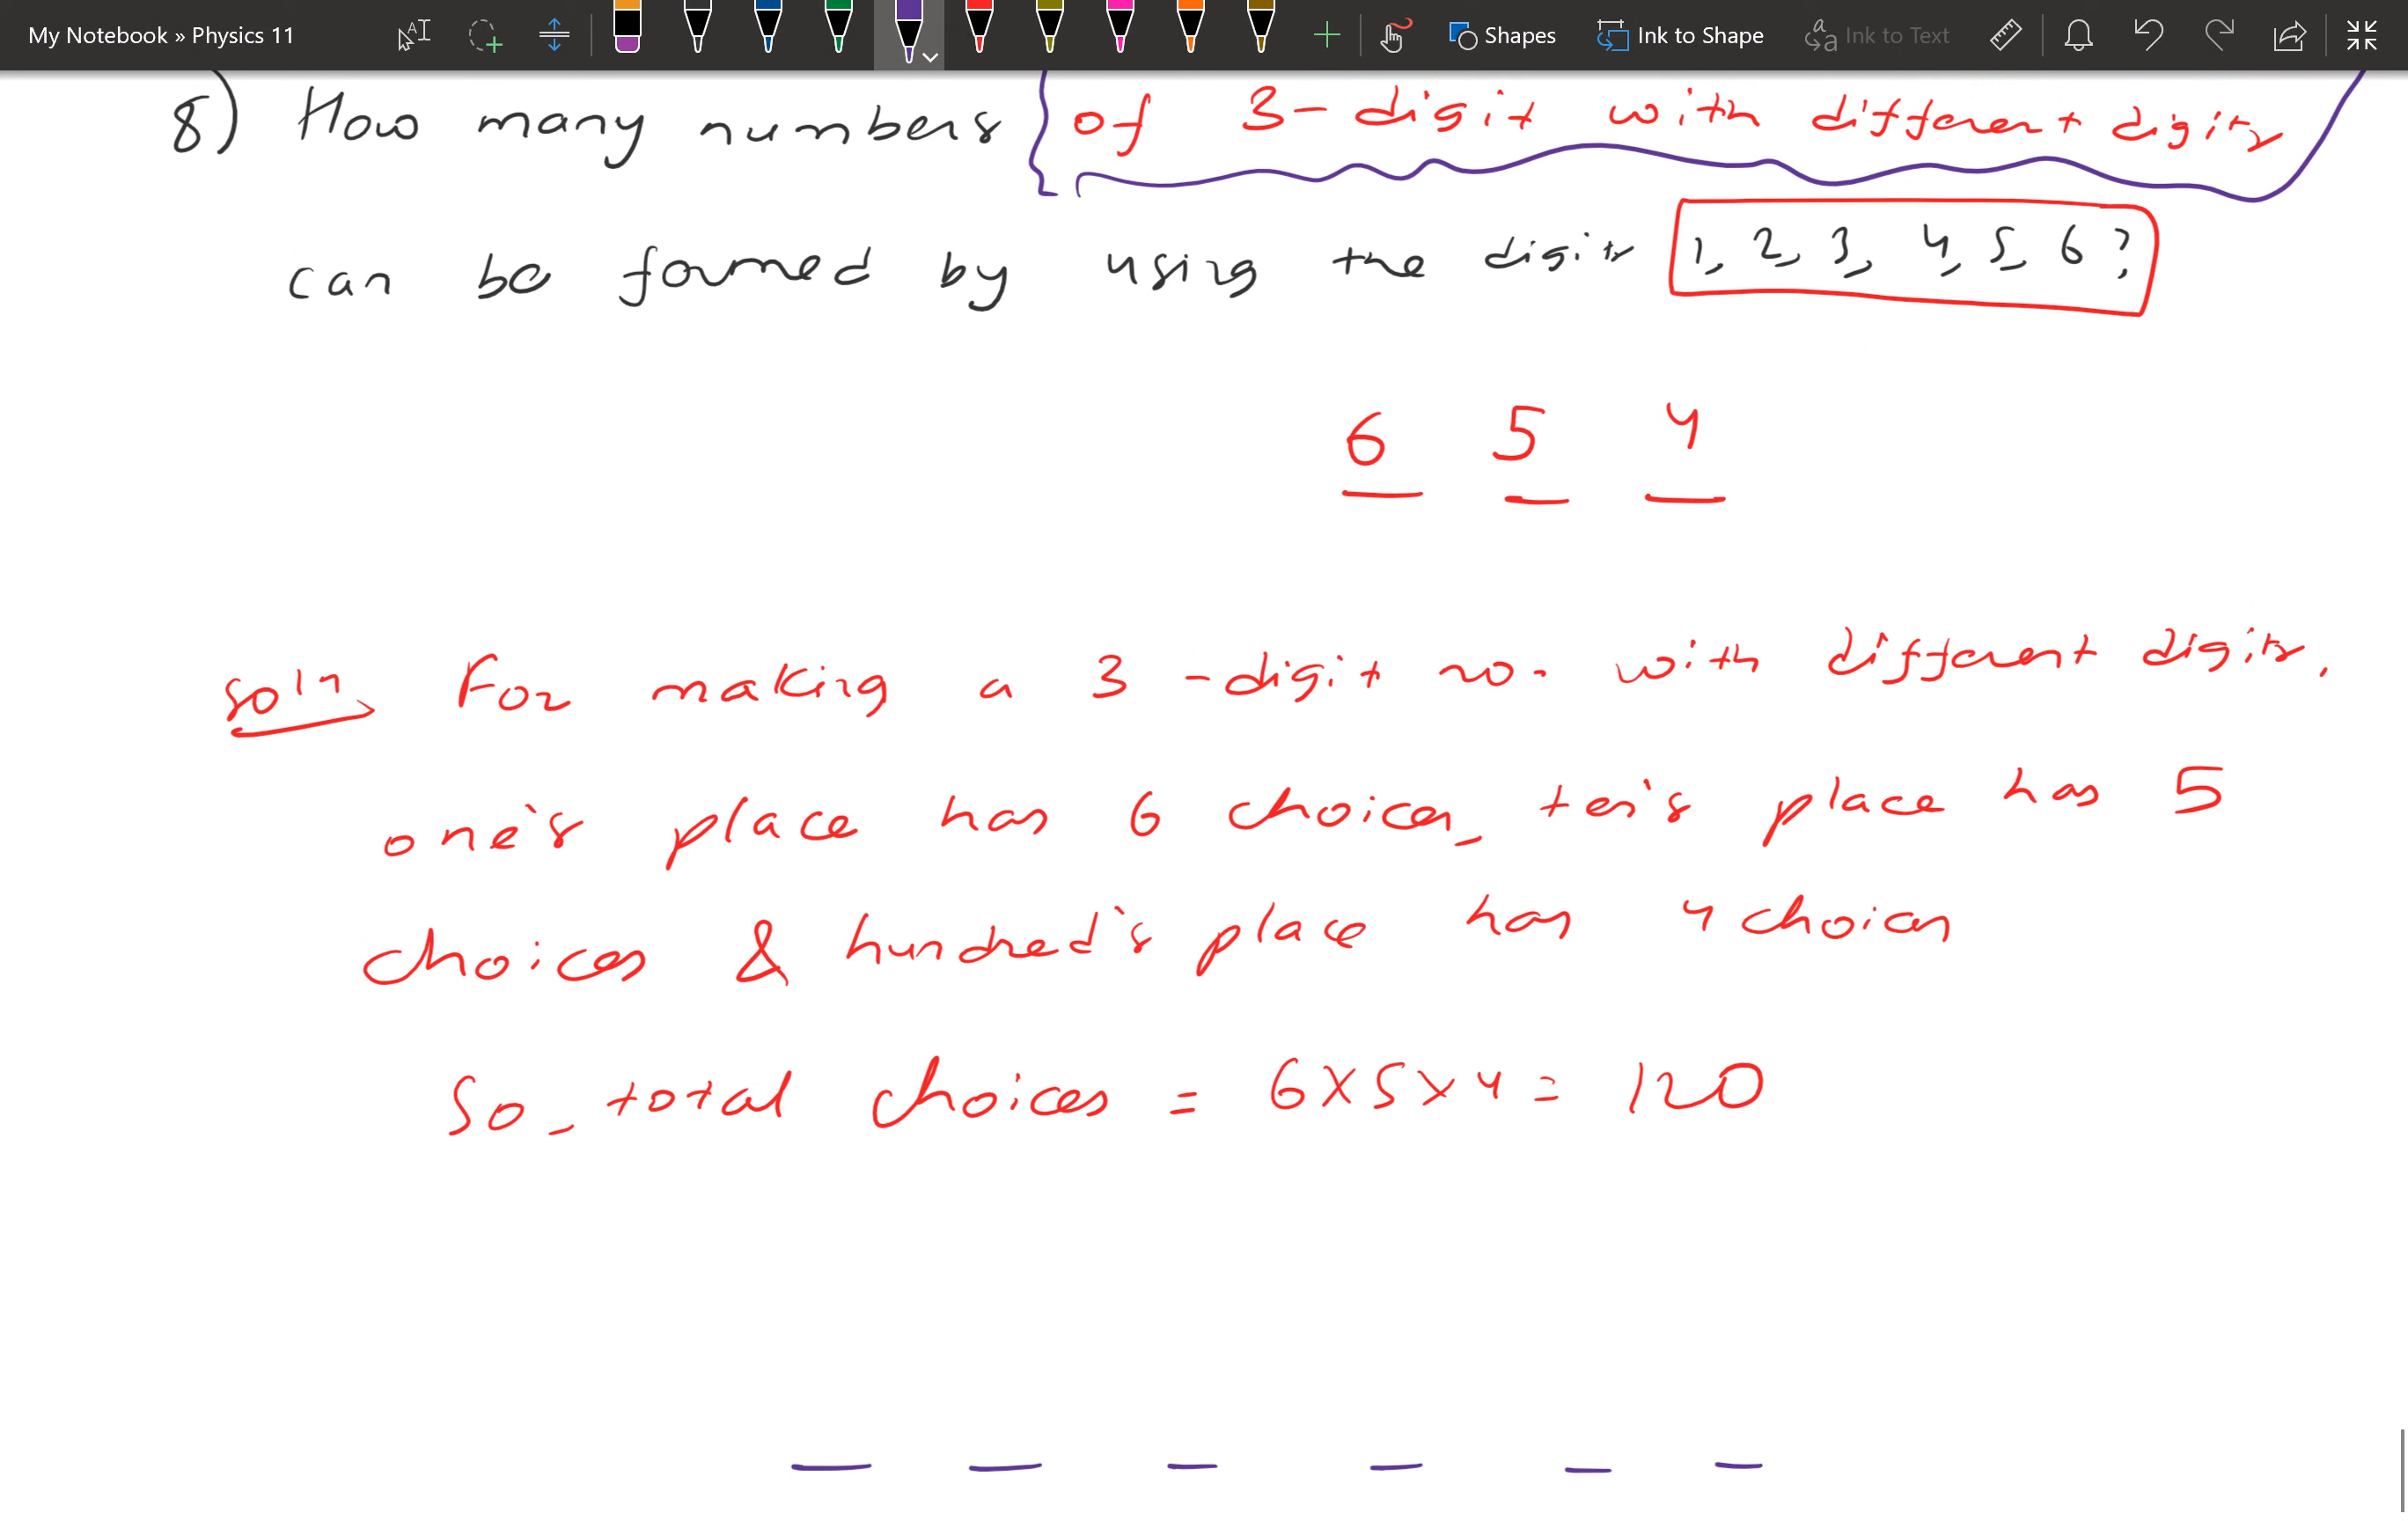 My Notebook » Physics 11 Shapes Ink to Shape Ink to Text
8) How many numbers of 3-digit with different digits
can be formed by using the digits 1, 2, 3, 4, 5, 6?
6 5 4
soln For making a 3-digit no. with different digits,
one's place has 6 choices, ten's place has 5
choices & hundred's place has 4 choices
So, total choices = 6 x 5 x 4 = 120